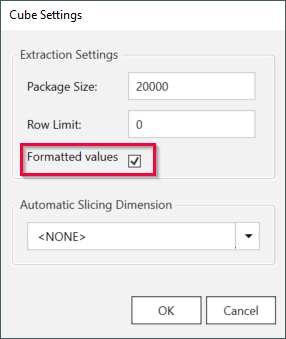 Cube Settings
Extraction Settings
Package Size: 20000
Row Limit: 0
Formatted values
Automatic Slicing Dimension
<NONE>
OK Cancel